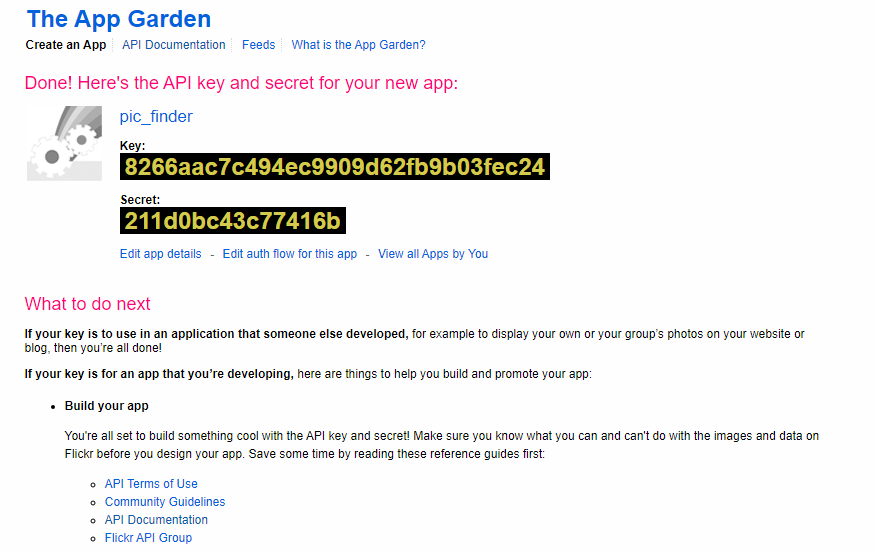 The App Garden
Create an App API Documentation Feeds What is the App Garden?
Done! Here's the API key and secret for your new app:
pic_finder
Key:
8266aac7c494ec9909d62fb9b03fec24
Secret:
211d0bc43c77416b
Edit app details - Edit auth flow for this app - View all Apps by You
What to do next
If your key is to use in an application that someone else developed, for example to display your own or your group's photos on your website or
blog, then you're all done!
If your key is for an app that you're developing, here are things to help you build and promote your app:
• Build your app
You're all set to build something cool with the API key and secret! Make sure you know what you can and can't do with the images and data on
Flickr before you design your app. Save some time by reading these reference guides first:
○ API Terms of Use
○ Community Guidelines
○ API Documentation
○ Flickr API Group